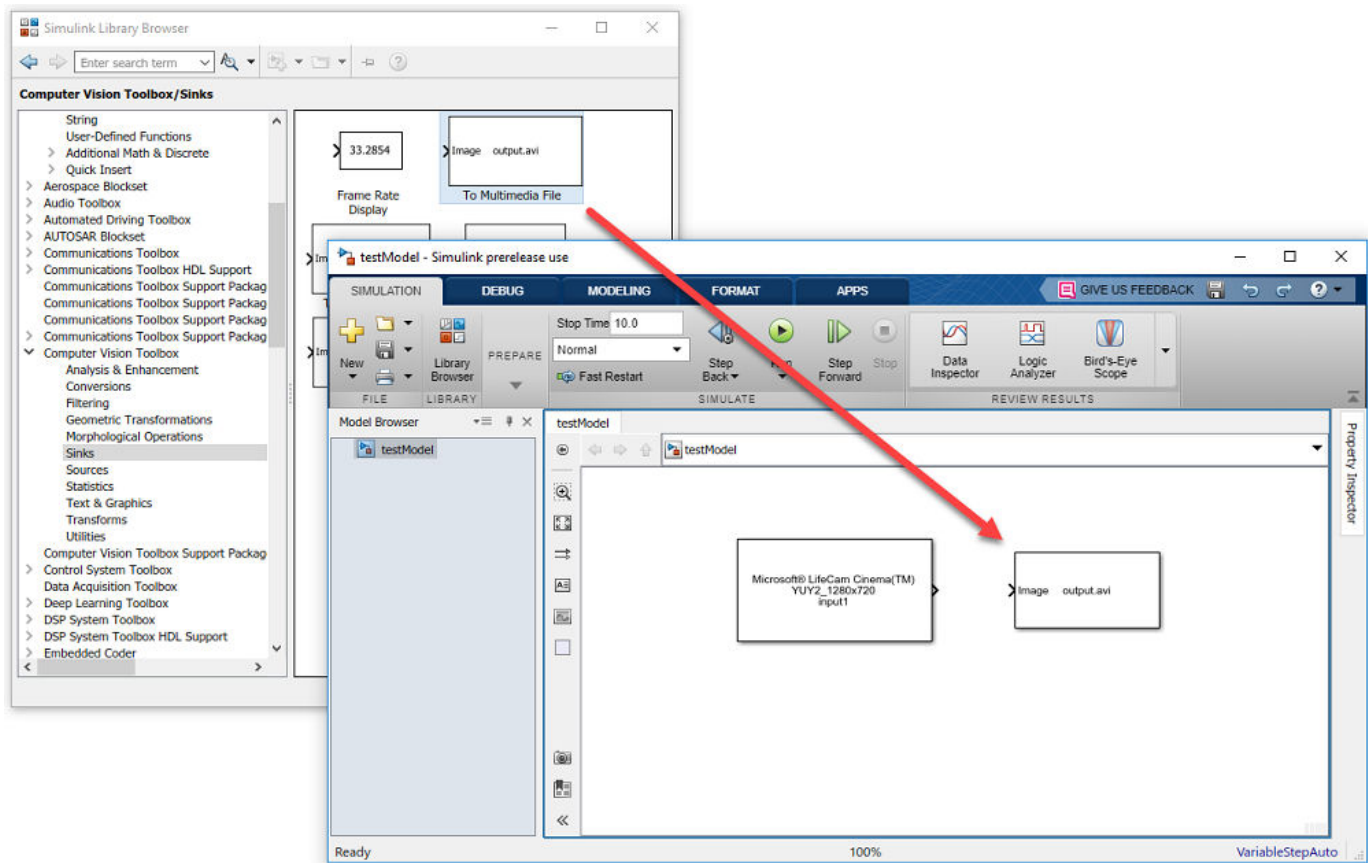 Simulink Library Browser
Enter search term
Computer Vision Toolbox/Sinks
String
User-Defined Functions
Additional Math & Discrete
Quick Insert
Aerospace Blockset
Audio Toolbox
Automated Driving Toolbox
AUTOSAR Blockset
Communications Toolbox
Communications Toolbox HDL Support
Communications Toolbox Support Packag
Communications Toolbox Support Packag
Communications Toolbox Support Packag
Communications Toolbox Support Packag
Computer Vision Toolbox
Analysis & Enhancement
Conversions
Filtering
Geometric Transformations
Morphological Operations
Sinks
Sources
Statistics
Text & Graphics
Transforms
Utilities
Computer Vision Toolbox Support Packag
Control System Toolbox
Data Acquisition Toolbox
Deep Learning Toolbox
DSP System Toolbox
DSP System Toolbox HDL Support
Embedded Coder
33.2854
Frame Rate
Display
Image output.avi
To Multimedia File
Im
Im
testModel - Simulink prerelease use
SIMULATION DEBUG MODELING FORMAT APPS
GIVE US FEEDBACK
New
FILE
Library
Browser
LIBRARY
PREPARE
Stop Time 10.0
Normal
Fast Restart
Step
Back
Step
Forward
Stop
SIMULATE
Data
Inspector
Logic
Analyzer
Bird's-Eye
Scope
REVIEW RESULTS
Model Browser
testModel
testModel
testModel
Property Inspector
Microsoft® LifeCam Cinema(TM)
YUY2_1280x720
input1
Image output.avi
Ready
100%
VariableStepAuto